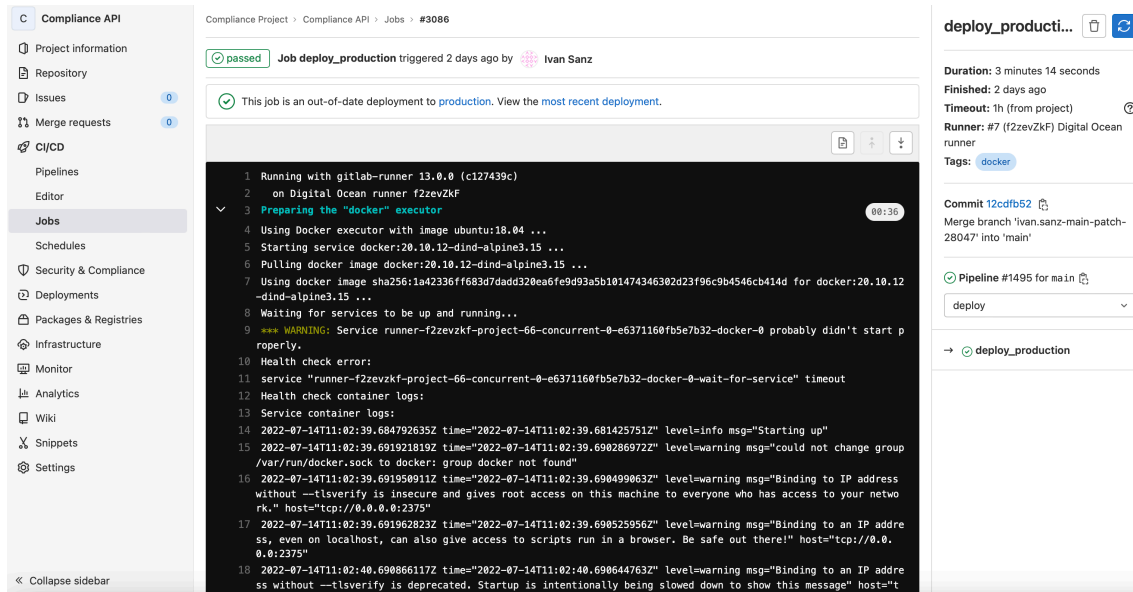 C Compliance API
Project information
Repository
Issues 0
Merge requests 0
CI/CD
Pipelines
Editor
Jobs
Schedules
Security & Compliance
Deployments
Packages & Registries
Infrastructure
Monitor
Analytics
Wiki
Snippets
Settings
« Collapse sidebar
Compliance Project › Compliance API › Jobs › #3086
passed Job deploy_production triggered 2 days ago by Ivan Sanz
This job is an out-of-date deployment to production. View the most recent deployment.
1 Running with gitlab-runner 13.0.0 (c127439c)
2 on Digital Ocean runner f2zevZkF
3 Preparing the "docker" executor 00:36
4 Using Docker executor with image ubuntu:18.04 ...
5 Starting service docker:20.10.12-dind-alpine3.15 ...
6 Pulling docker image docker:20.10.12-dind-alpine3.15 ...
7 Using docker image sha256:1a42336ff683d7dadd320ea6fe9d93a5b101474346302d23f96c9b4546cb414d for docker:20.10.12
-dind-alpine3.15 ...
8 Waiting for services to be up and running...
9 *** WARNING: Service runner-f2zevzkf-project-66-concurrent-0-e6371160fb5e7b32-docker-0 probably didn't start p
roperly.
10 Health check error:
11 service "runner-f2zevzkf-project-66-concurrent-0-e6371160fb5e7b32-docker-0-wait-for-service" timeout
12 Health check container logs:
13 Service container logs:
14 2022-07-14T11:02:39.684792635Z time="2022-07-14T11:02:39.681425751Z" level=info msg="Starting up"
15 2022-07-14T11:02:39.691921819Z time="2022-07-14T11:02:39.690286972Z" level=warning msg="could not change group
/var/run/docker.sock to docker: group docker not found"
16 2022-07-14T11:02:39.691950911Z time="2022-07-14T11:02:39.690499063Z" level=warning msg="Binding to IP address
without --tlsverify is insecure and gives root access on this machine to everyone who has access to your netwo
rk." host="tcp://0.0.0.0:2375"
17 2022-07-14T11:02:39.691962823Z time="2022-07-14T11:02:39.690525956Z" level=warning msg="Binding to an IP addre
ss, even on localhost, can also give access to scripts run in a browser. Be safe out there!" host="tcp://0.0.
0.0:2375"
18 2022-07-14T11:02:40.690866117Z time="2022-07-14T11:02:40.690644763Z" level=warning msg="Binding to an IP addre
ss without --tlsverify is deprecated. Startup is intentionally being slowed down to show this message" host="t
deploy_producti...
Duration: 3 minutes 14 seconds
Finished: 2 days ago
Timeout: 1h (from project)
Runner: #7 (f2zevZkF) Digital Ocean
runner
Tags: docker
Commit 12cdfb52
Merge branch 'ivan.sanz-main-patch-
28047' into 'main'
Pipeline #1495 for main
deploy
→ deploy_production